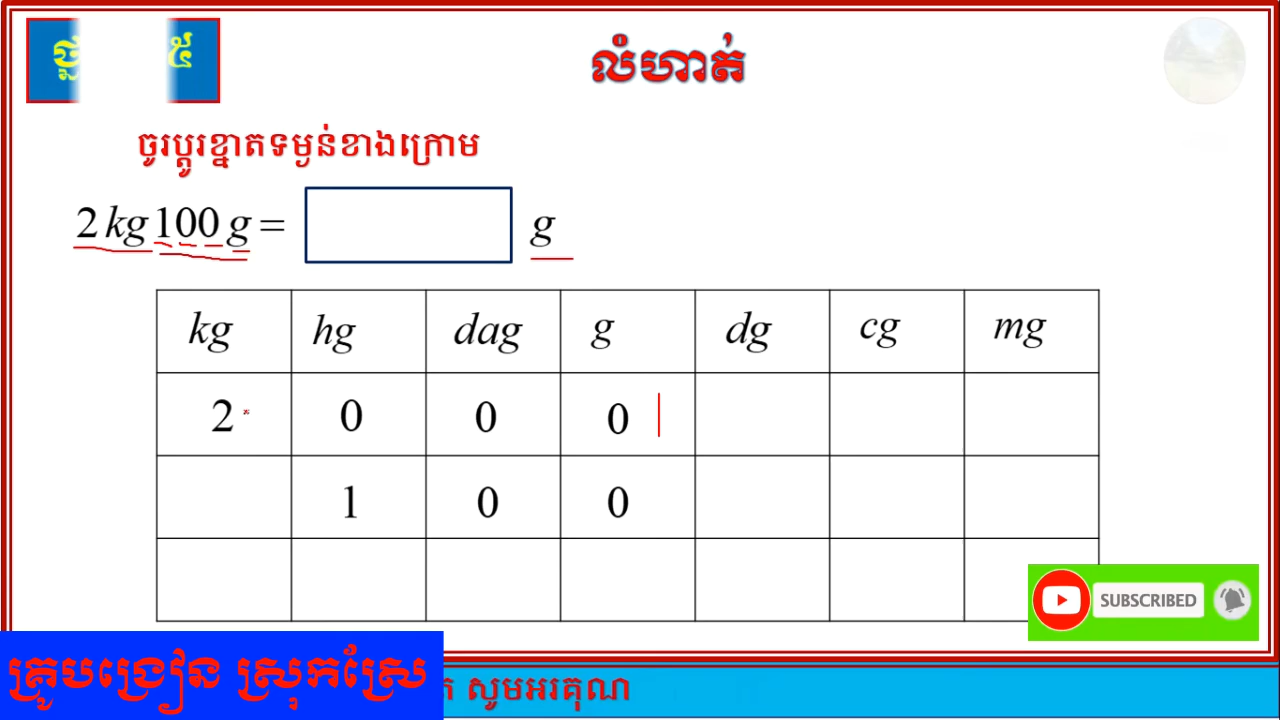 ៥
លំហាត់
ចូរប្តូរខ្នាតទម្ងន់ខាងក្រោម
2 kg 100 g = g
kg hg dag g dg cg mg
2 0 0 0
1 0 0
SUBSCRIBED
គ្រូបង្រៀន ស្រុកស្រែ
សូមអរគុណ